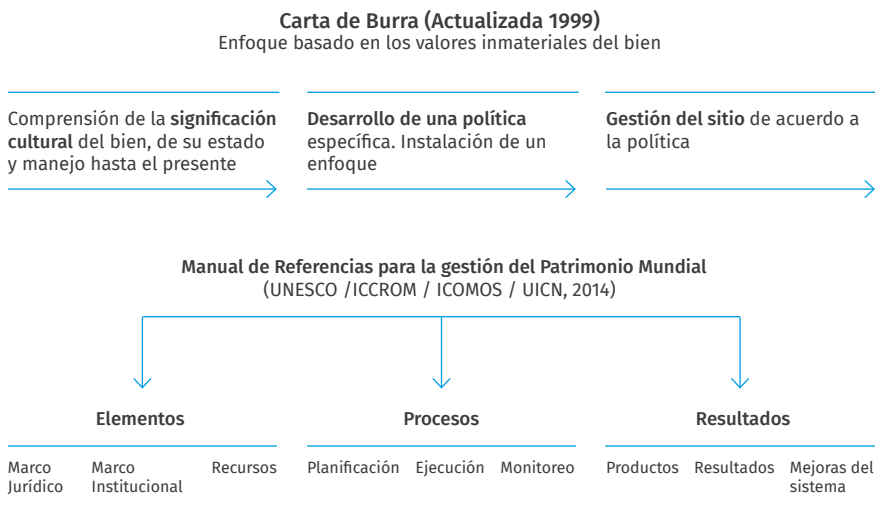 Carta de Burra (Actualizada 1999)
Enfoque basado en los valores inmateriales del bien
Comprensión de la significación
cultural del bien, de su estado
y manejo hasta el presente
Desarrollo de una política
específica. Instalación de un
enfoque
Gestión del sitio de acuerdo a
la política
Manual de Referencias para la gestión del Patrimonio Mundial
(UNESCO /ICCROM / ICOMOS / UICN, 2014)
Elementos
Marco
Jurídico
Marco
Institucional
Recursos
Procesos
Planificación
Ejecución
Monitoreo
Resultados
Productos
Resultados
Mejoras del
sistema